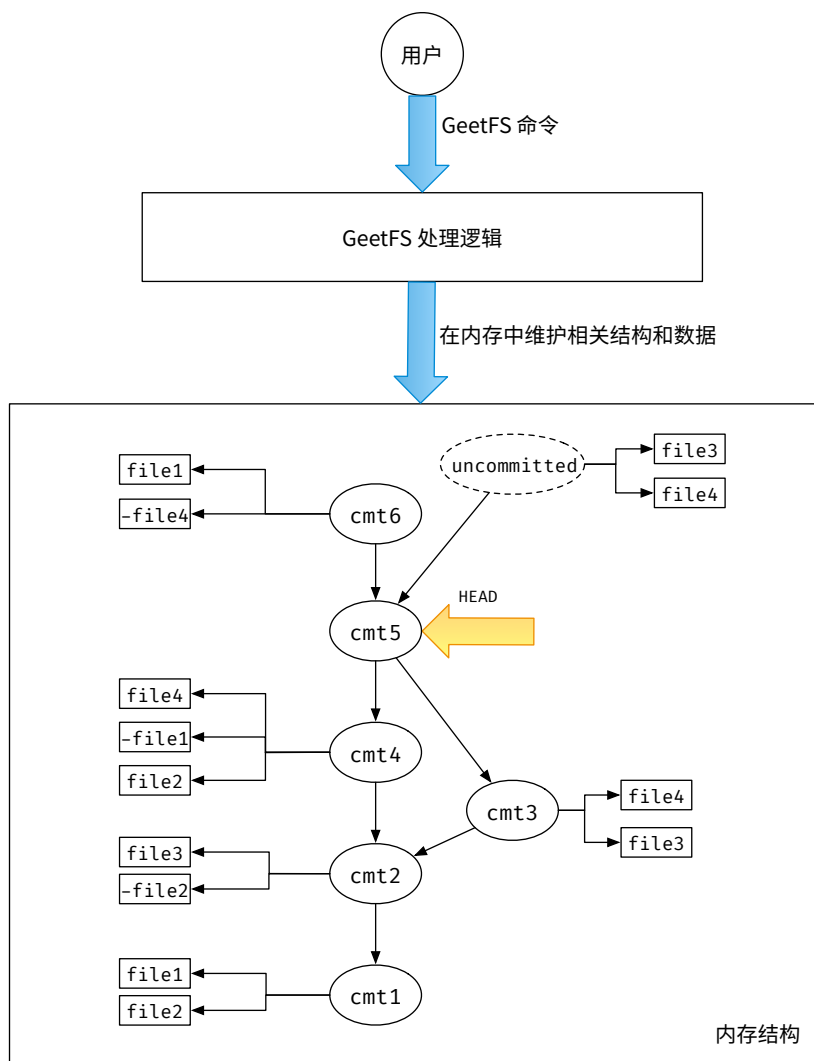 用户
GeetFS 命令
GeetFS 处理逻辑
在内存中维护相关结构和数据
file1
-file4
cmt6
uncommitted
file3
file4
HEAD
cmt5
file4
-file1
file2
cmt4
cmt3
file4
file3
file3
-file2
cmt2
file1
file2
cmt1
内存结构